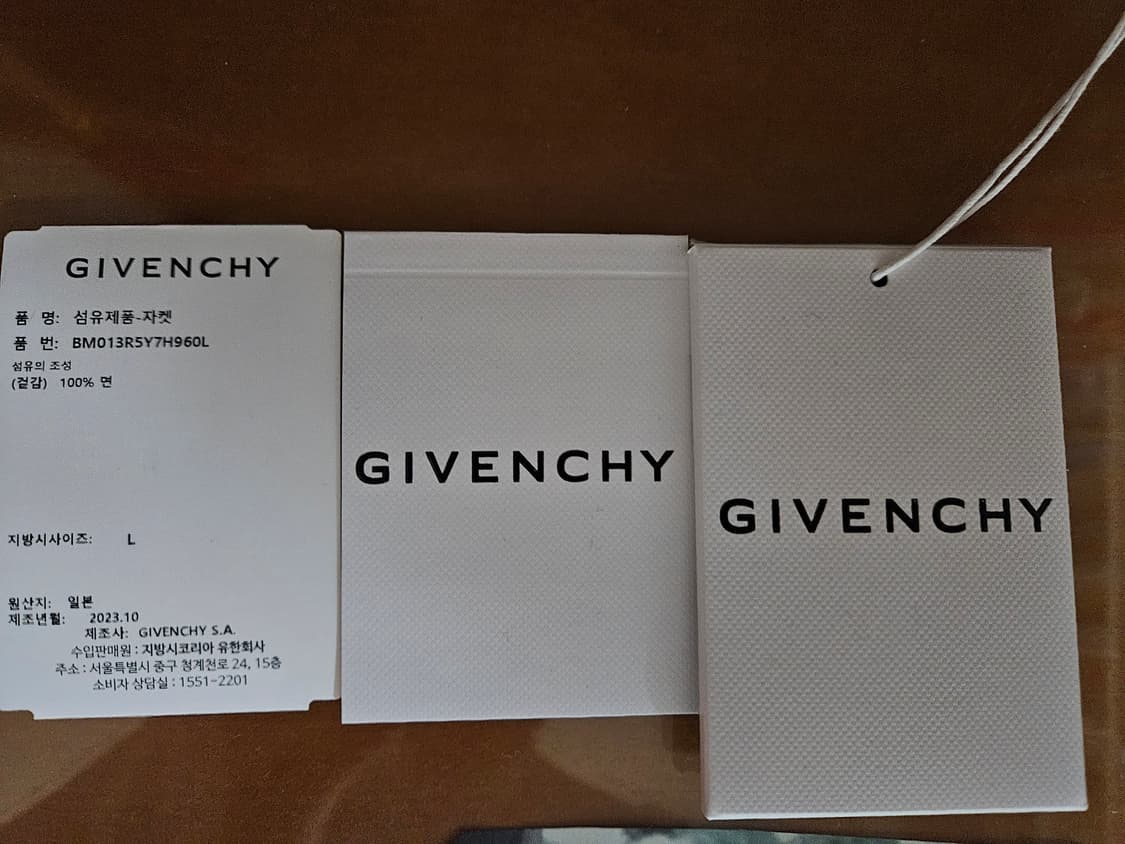 GIVENCHY
품 명: 섬유제품-자켓
품 번: BM013R5Y7H960L
섬유의 조성
(겉감) 100% 면
지방시사이즈: L
원산지: 일본
제조년월: 2023.10
제조사: GIVENCHY S.A.
수입판매원 : 지방시코리아 유한회사
주소 : 서울특별시 중구 청계천로 24, 15층
소비자 상담실 : 1551-2201
GIVENCHY
GIVENCHY